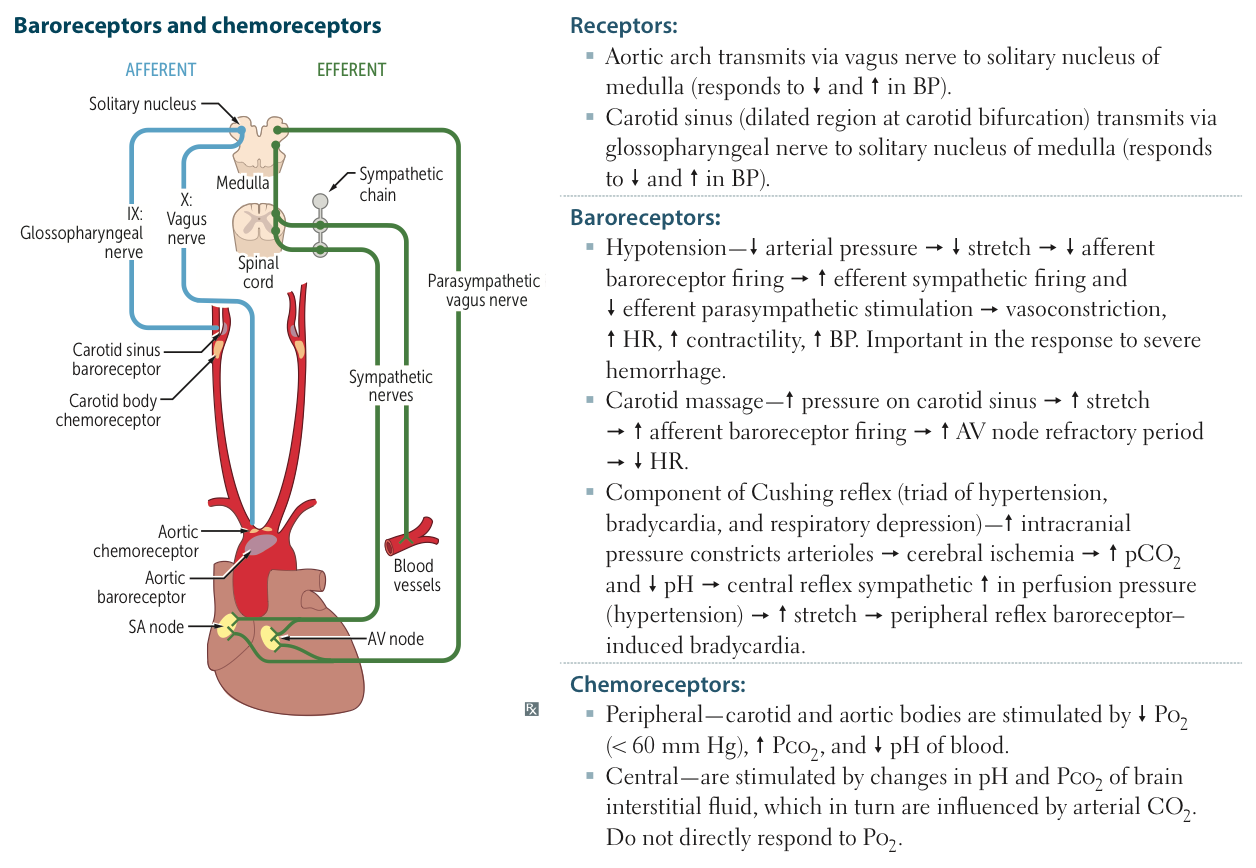 Baroreceptors and chemoreceptors
AFFERENT
EFFERENT
Solitary nucleus
Medulla
Sympathetic
chain
IX:
Glossopharyngeal
nerve
X:
Vagus
nerve
Spinal
cord
Parasympathetic
vagus nerve
Carotid sinus
baroreceptor
Carotid body
chemoreceptor
Sympathetic
nerves
Aortic
chemoreceptor
Aortic
baroreceptor
Blood
vessels
SA node
AV node
Rx
Receptors:
▪ Aortic arch transmits via vagus nerve to solitary nucleus of
medulla (responds to ↓ and ↑ in BP).
▪ Carotid sinus (dilated region at carotid bifurcation) transmits via
glossopharyngeal nerve to solitary nucleus of medulla (responds
to ↓ and ↑ in BP).
Baroreceptors:
▪ Hypotension—↓ arterial pressure → ↓ stretch → ↓ afferent
baroreceptor firing → ↑ efferent sympathetic firing and
↓ efferent parasympathetic stimulation → vasoconstriction,
↑ HR, ↑ contractility, ↑ BP. Important in the response to severe
hemorrhage.
▪ Carotid massage—↑ pressure on carotid sinus → ↑ stretch
→ ↑ afferent baroreceptor firing → ↑ AV node refractory period
→ ↓ HR.
▪ Component of Cushing reflex (triad of hypertension,
bradycardia, and respiratory depression)—↑ intracranial
pressure constricts arterioles → cerebral ischemia → ↑ pCO₂
and ↓ pH → central reflex sympathetic ↑ in perfusion pressure
(hypertension) → ↑ stretch → peripheral reflex baroreceptor–
induced bradycardia.
Chemoreceptors:
▪ Peripheral—carotid and aortic bodies are stimulated by ↓ Po₂
(< 60 mm Hg), ↑ Pco₂, and ↓ pH of blood.
▪ Central—are stimulated by changes in pH and Pco₂ of brain
interstitial fluid, which in turn are influenced by arterial CO₂.
Do not directly respond to Po₂.